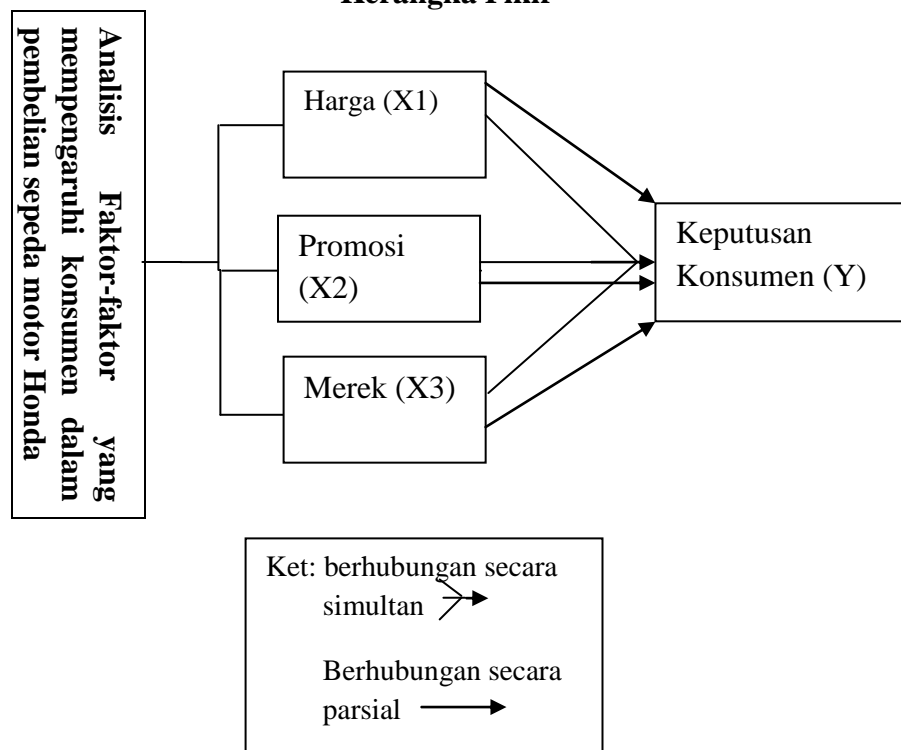 Kerangka Pikir
Analisis Faktor-faktor yang
mempengaruhi konsumen dalam
pembelian sepeda motor Honda
Harga (X1)
Promosi
(X2)
Merek (X3)
Keputusan
Konsumen (Y)
Ket: berhubungan secara
simultan
Berhubungan secara
parsial